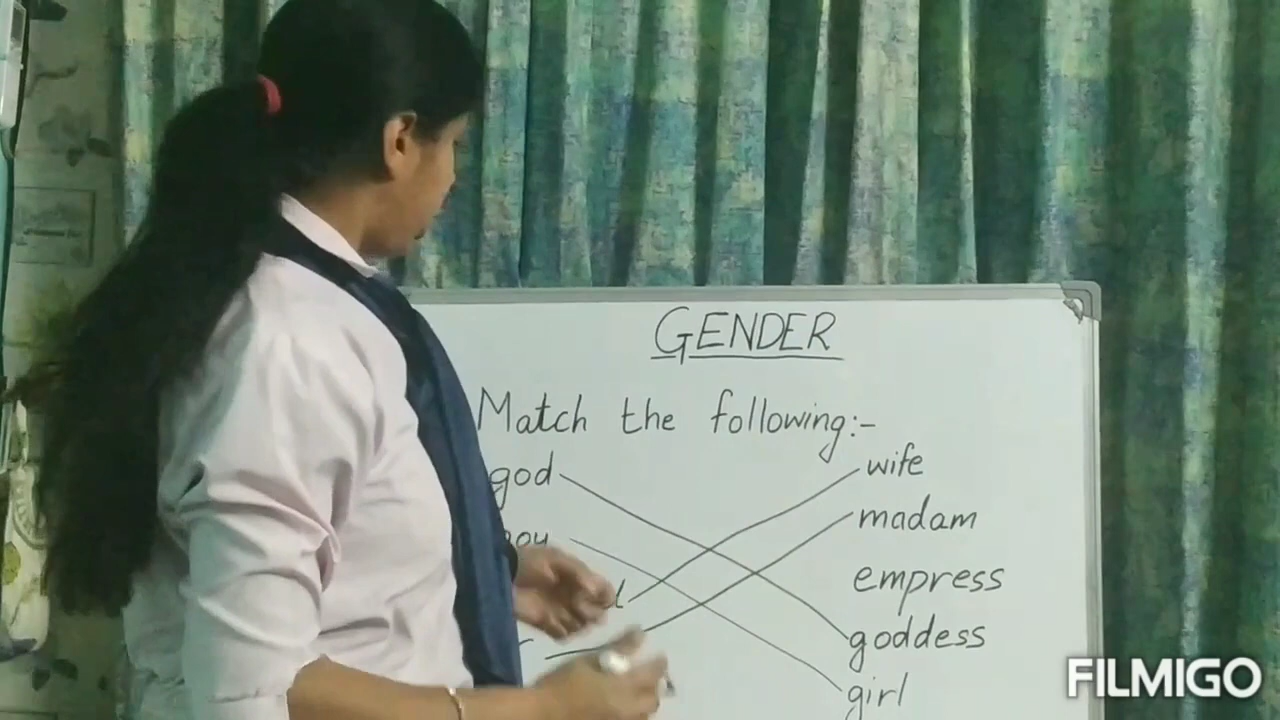 GENDER
Match the following:-
god wife
madam
empress
goddess
girl
FILMIGO